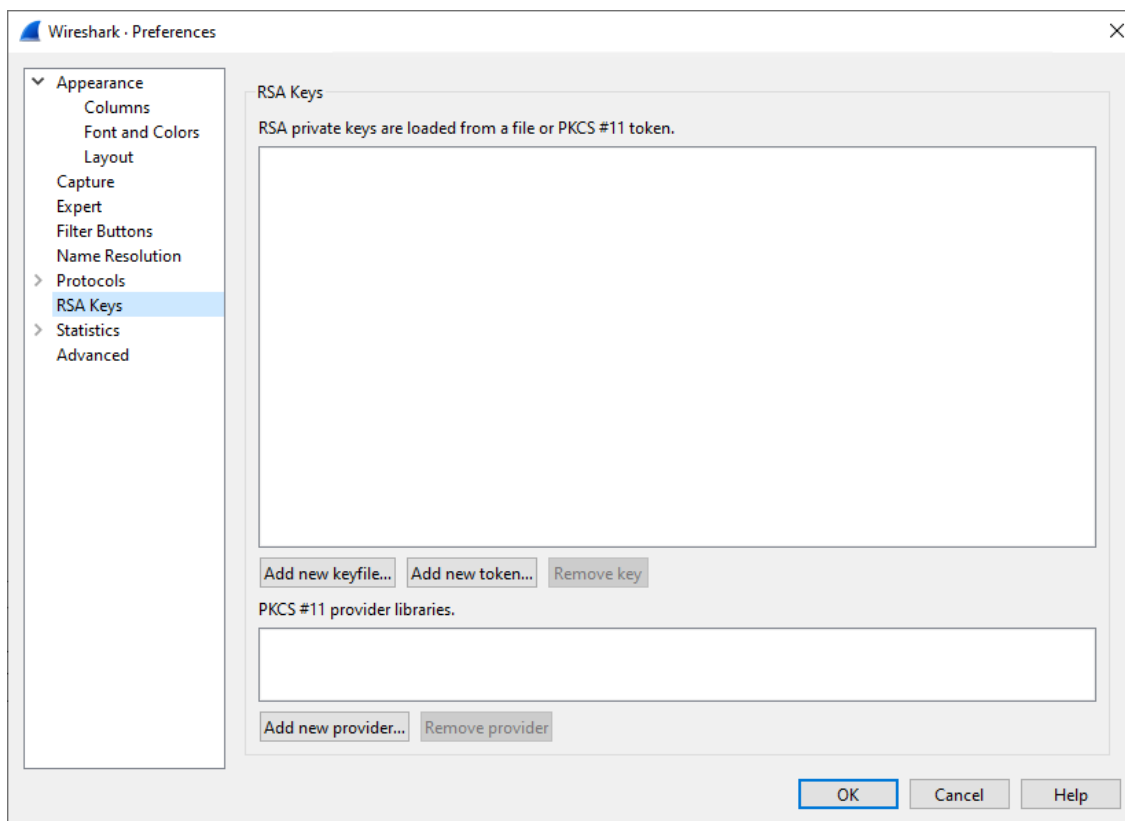 Wireshark · Preferences
Appearance
Columns
Font and Colors
Layout
Capture
Expert
Filter Buttons
Name Resolution
Protocols
RSA Keys
Statistics
Advanced
RSA Keys
RSA private keys are loaded from a file or PKCS #11 token.
Add new keyfile... Add new token... Remove key
PKCS #11 provider libraries.
Add new provider... Remove provider
OK Cancel Help